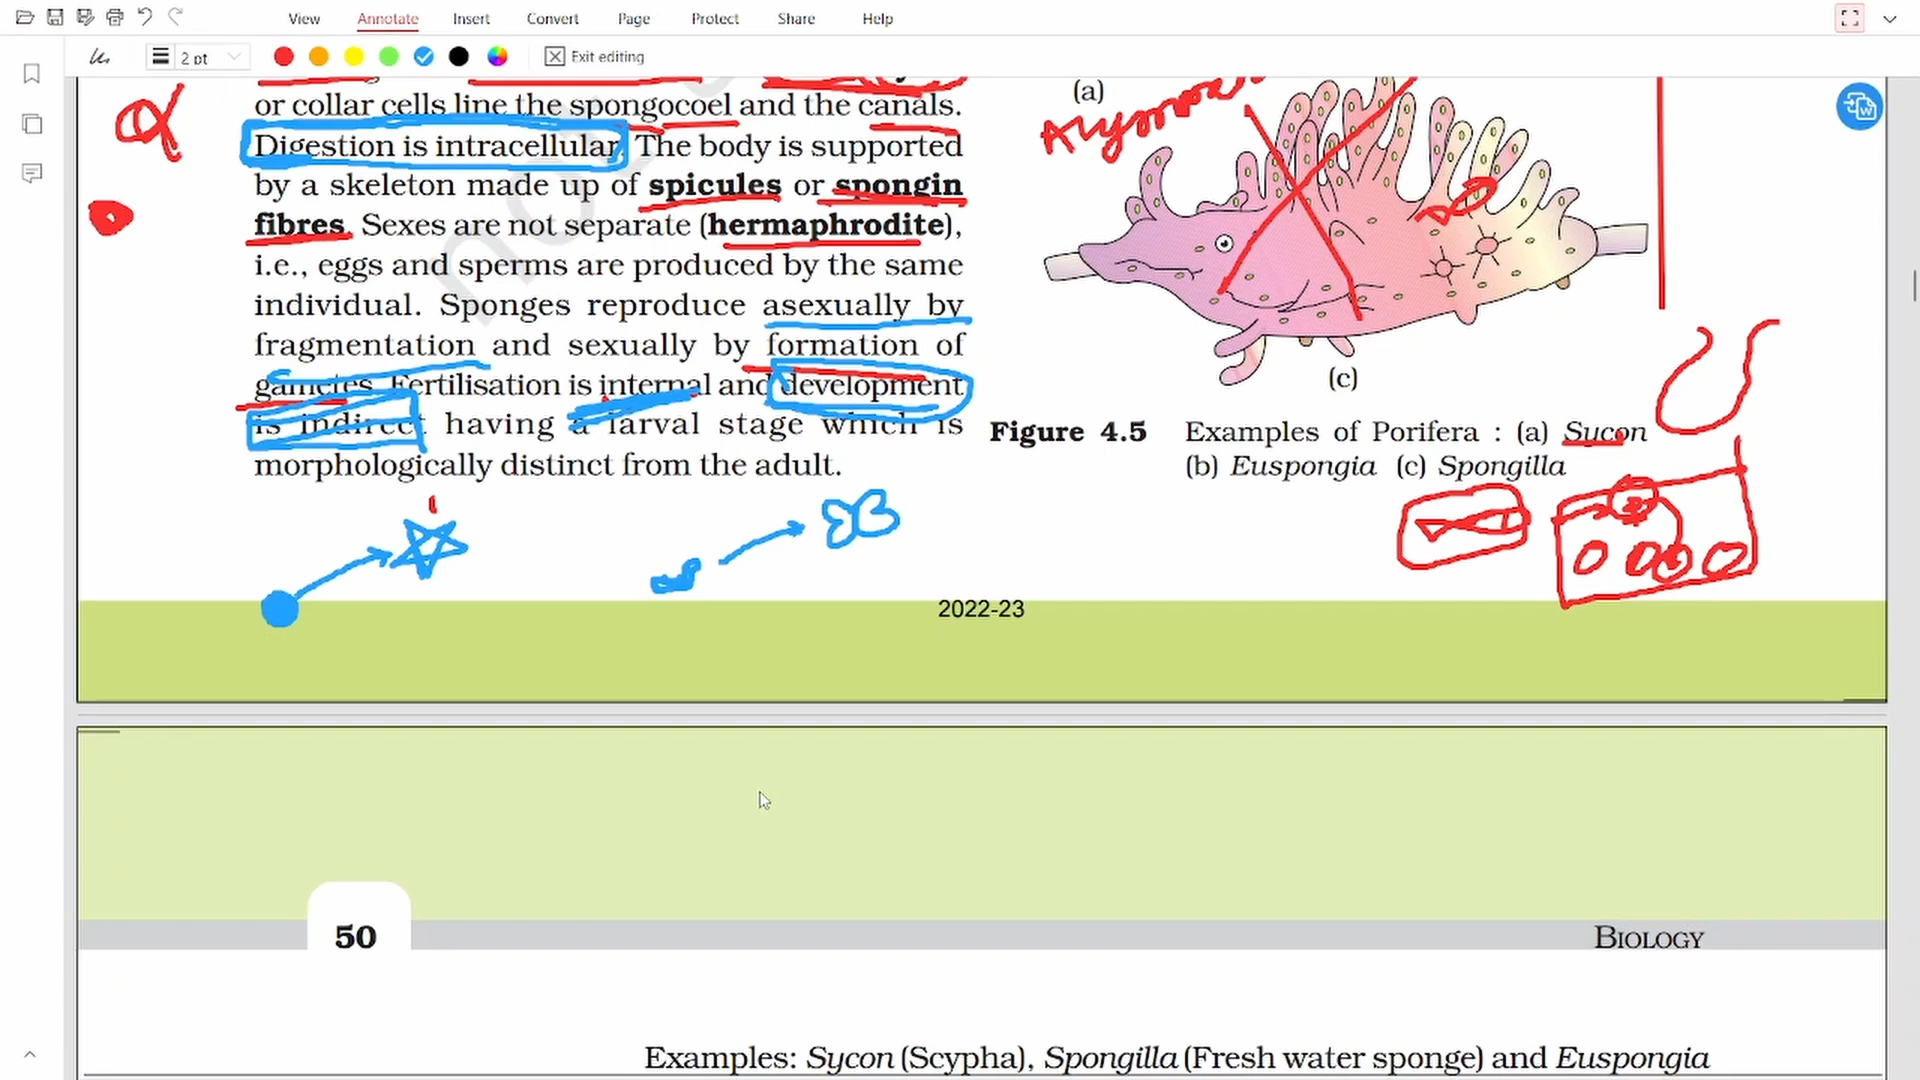 View Annotate Insert Convert Page Protect Share Help
2 pt Exit editing
or collar cells line the spongocoel and the canals.
Digestion is intracellular. The body is supported
by a skeleton made up of spicules or spongin
fibres. Sexes are not separate (hermaphrodite),
i.e., eggs and sperms are produced by the same
individual. Sponges reproduce asexually by
fragmentation and sexually by formation of
gametes. Fertilisation is internal and development
is indirect having a larval stage which is
morphologically distinct from the adult.
(a)
(c)
Figure 4.5 Examples of Porifera : (a) Sycon
(b) Euspongia (c) Spongilla
2022-23
50
BIOLOGY
Examples: Sycon (Scypha), Spongilla (Fresh water sponge) and Euspongia